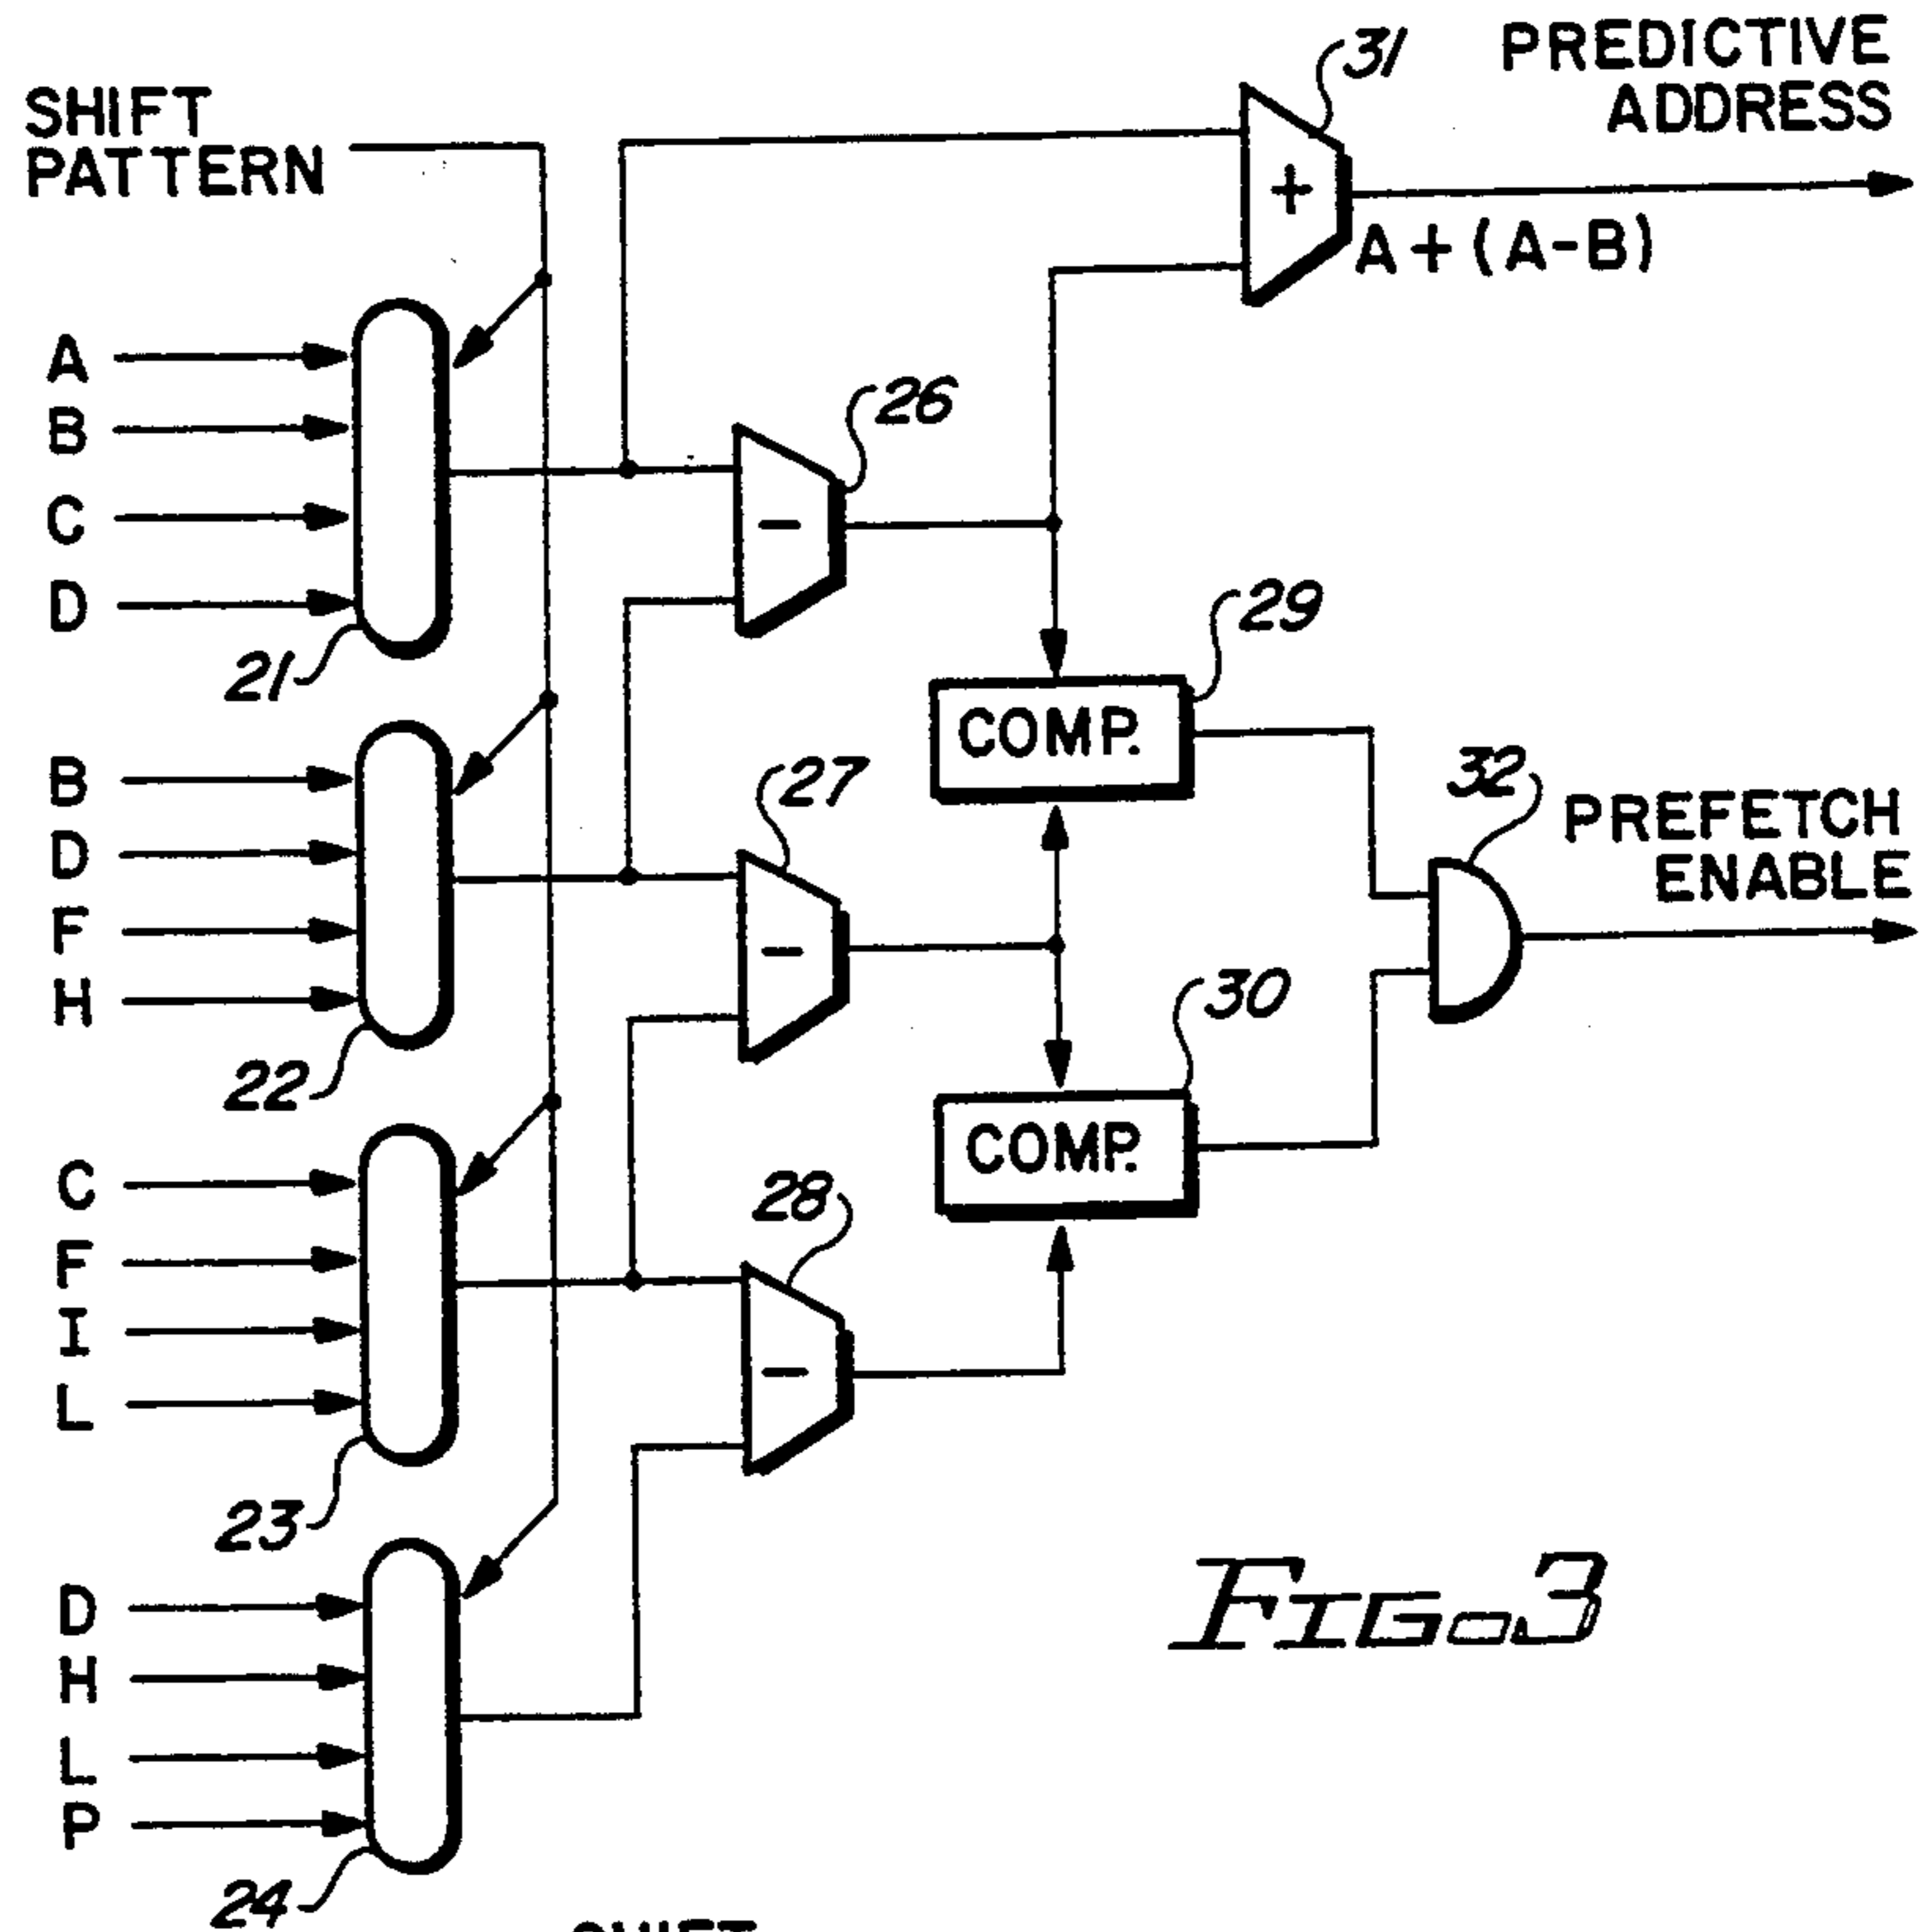 PREDICTIVE
ADDRESS
31
SHIFT
PATTERN
+
A+(A-B)
A
B
C
D
21
26
-
29
COMP.
B
D
F
H
22
27
-
32
PREFETCH
ENABLE
30
COMP.
C
F
I
L
23
28
-
D
H
L
P
24
FIG. 3